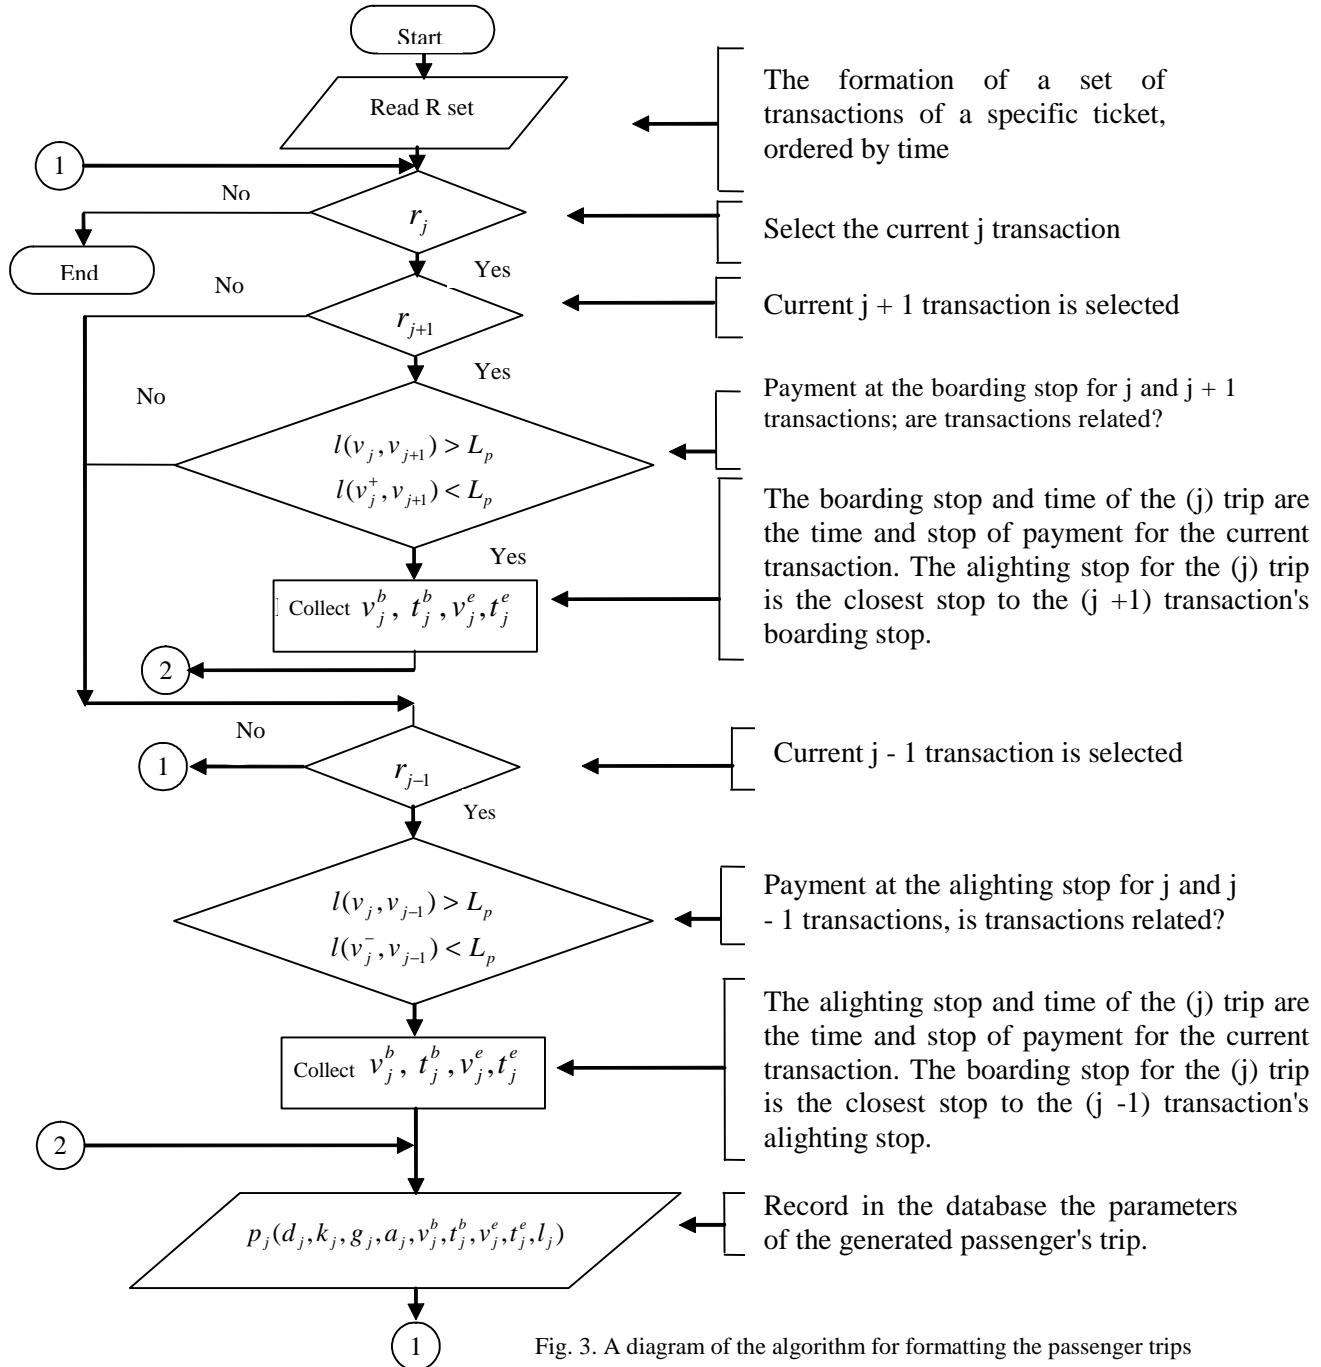 Start
Read R set
The formation of a set of
transactions of a specific ticket,
ordered by time
1
No
r_j
Select the current j transaction
End
Yes
No
r_{j+1}
Current j + 1 transaction is selected
Yes
No
Payment at the boarding stop for j and j + 1
transactions; are transactions related?
l(v_j, v_{j+1}) > L_p
l(v_j^+, v_{j+1}) < L_p
The boarding stop and time of the (j) trip are
the time and stop of payment for the current
transaction. The alighting stop for the (j) trip
is the closest stop to the (j +1) transaction's
boarding stop.
Yes
Collect v_j^b, t_j^b, v_j^e, t_j^e
2
No
1
r_{j-1}
Current j - 1 transaction is selected
Yes
l(v_j, v_{j-1}) > L_p
l(v_j^-, v_{j-1}) < L_p
Payment at the alighting stop for j and j
- 1 transactions, is transactions related?
Collect v_j^b, t_j^b, v_j^e, t_j^e
The alighting stop and time of the (j) trip are
the time and stop of payment for the current
transaction. The boarding stop for the (j) trip
is the closest stop to the (j -1) transaction's
alighting stop.
2
p_j(d_j, k_j, g_j, a_j, v_j^b, t_j^b, v_j^e, t_j^e, l_j)
Record in the database the parameters
of the generated passenger's trip.
1
Fig. 3. A diagram of the algorithm for formatting the passenger trips